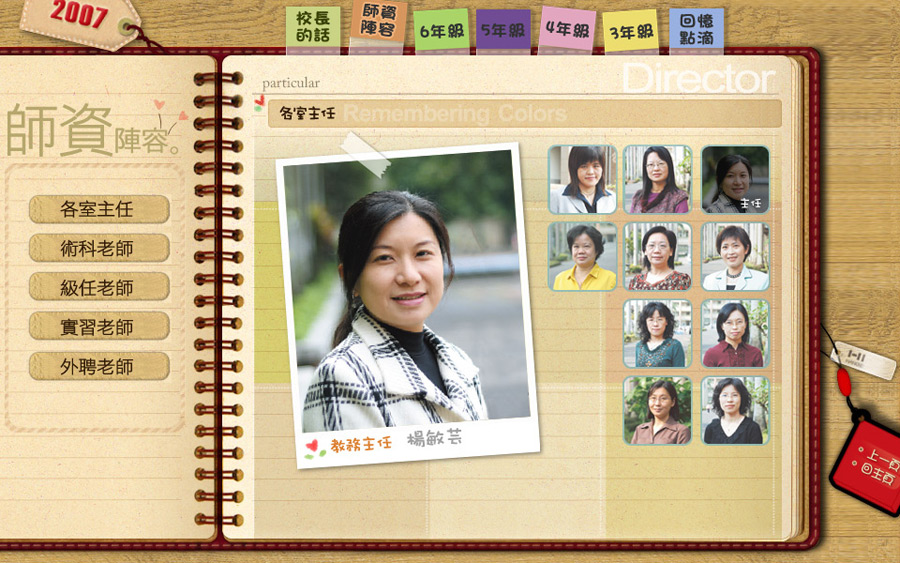 2007
校長
的話
師資
陣容
6年級
5年級
4年級
3年級
回憶
點滴
particular
Director
各室主任 Remembering Colors
師資陣容。
各室主任
術科老師
級任老師
實習老師
外聘老師
主任
教務主任 楊敏芸
上一頁
回主頁